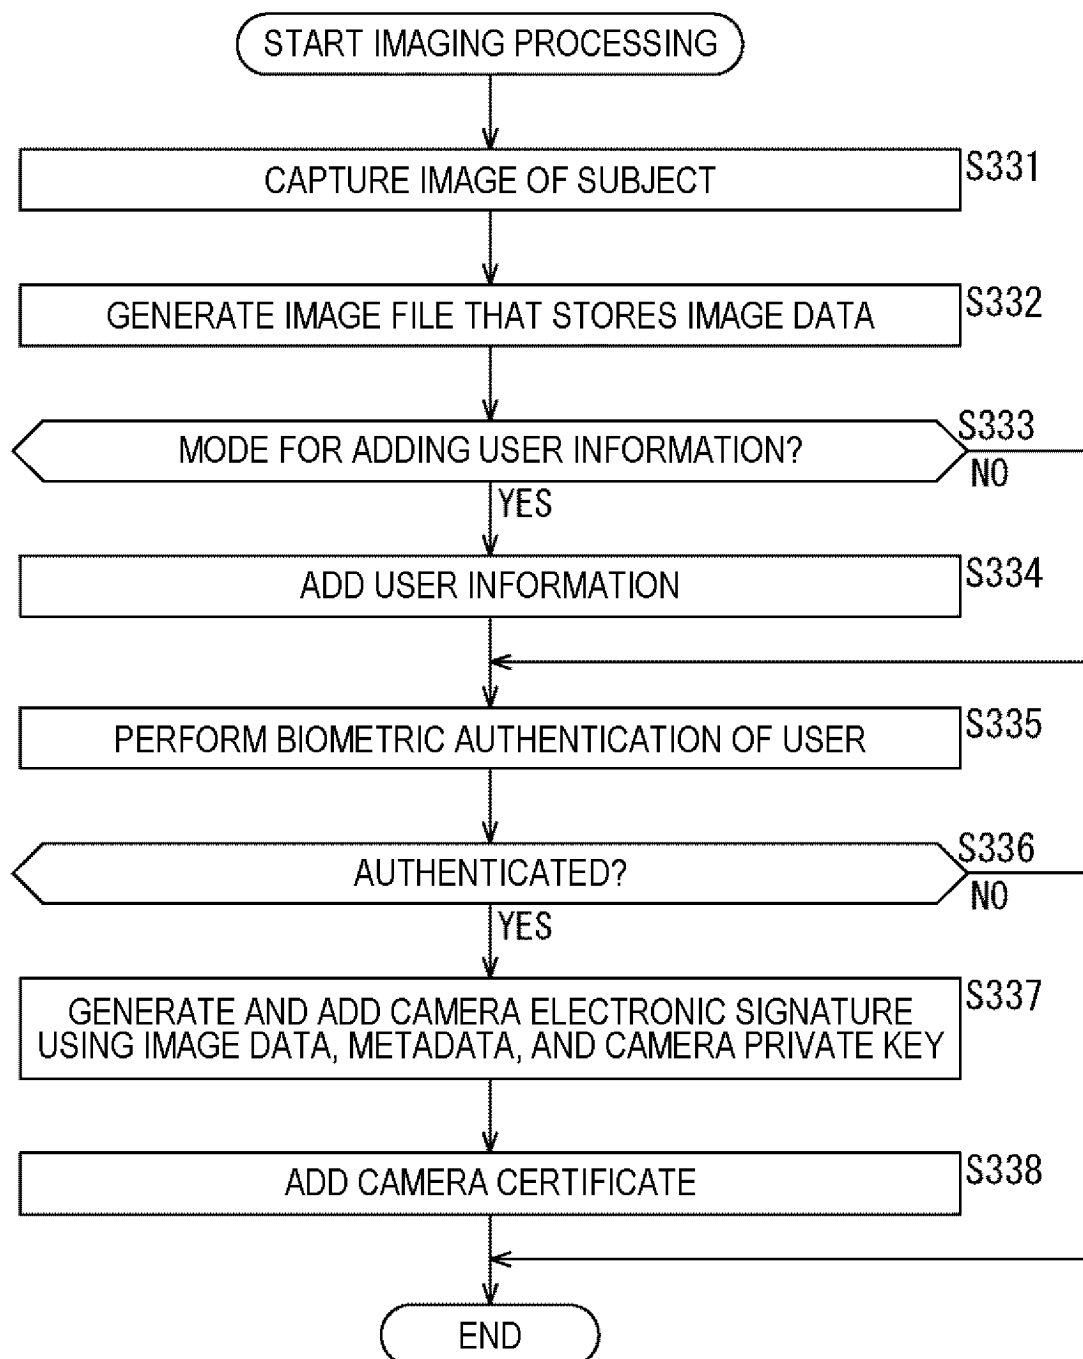 START IMAGING PROCESSING
CAPTURE IMAGE OF SUBJECT
S331
GENERATE IMAGE FILE THAT STORES IMAGE DATA
S332
MODE FOR ADDING USER INFORMATION?
S333
NO
YES
ADD USER INFORMATION
S334
PERFORM BIOMETRIC AUTHENTICATION OF USER
S335
AUTHENTICATED?
S336
NO
YES
GENERATE AND ADD CAMERA ELECTRONIC SIGNATURE
USING IMAGE DATA, METADATA, AND CAMERA PRIVATE KEY
S337
ADD CAMERA CERTIFICATE
S338
END